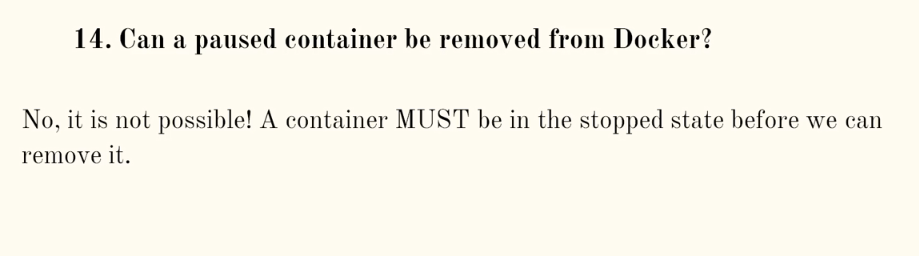 14. Can a paused container be removed from Docker?
No, it is not possible! A container MUST be in the stopped state before we can
remove it.